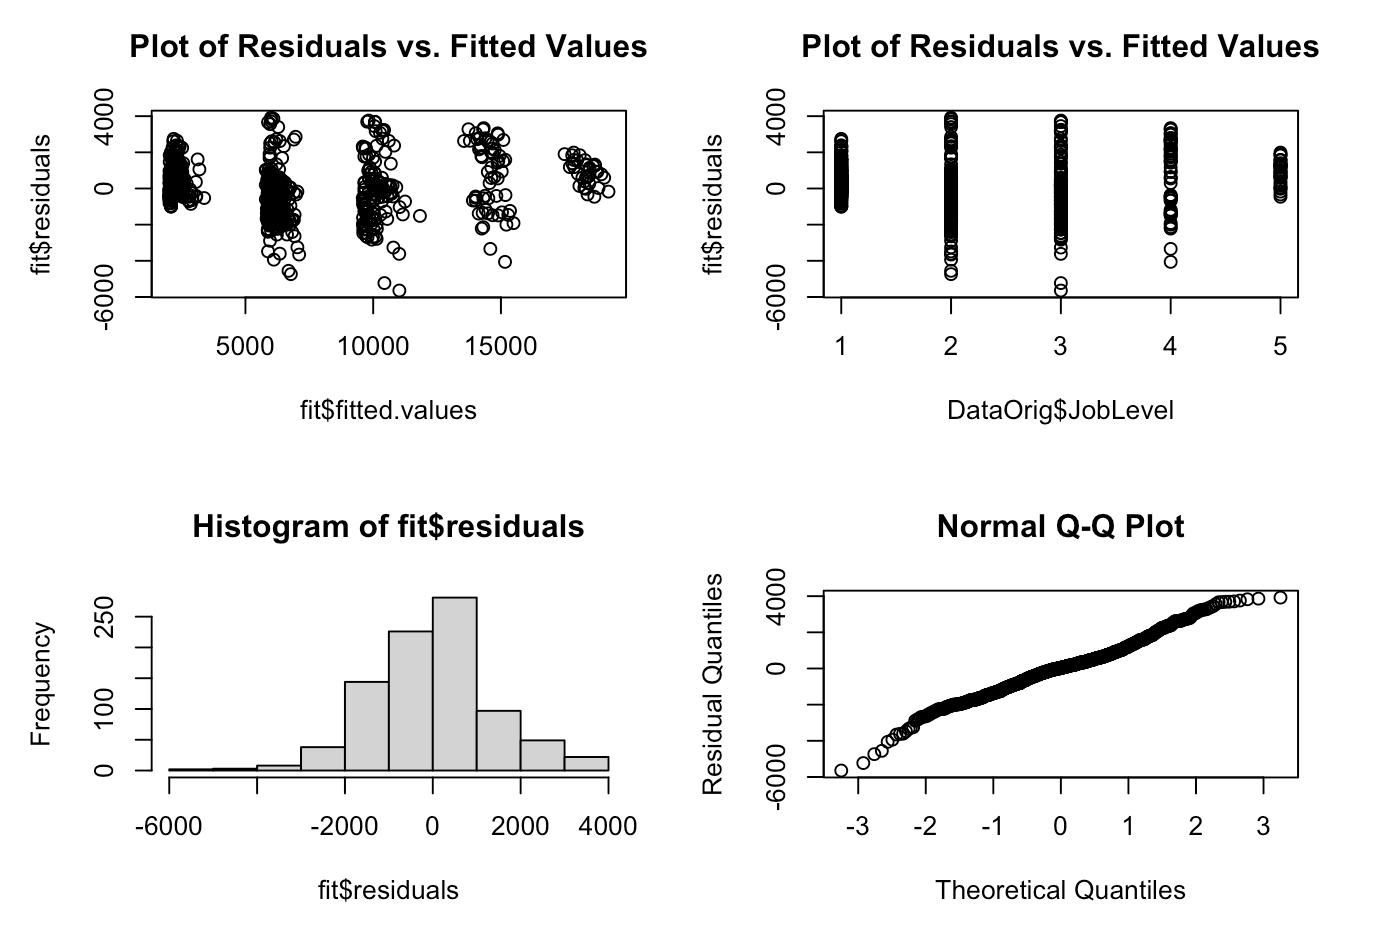 Plot of Residuals vs. Fitted Values
fit$residuals
4000
0
-6000
5000 10000 15000
fit$fitted.values
Plot of Residuals vs. Fitted Values
fit$residuals
4000
0
-6000
1 2 3 4 5
DataOrig$JobLevel
Histogram of fit$residuals
Frequency
250
100
0
-6000 -2000 0 2000 4000
fit$residuals
Normal Q-Q Plot
Residual Quantiles
4000
0
-6000
-3 -2 -1 0 1 2 3
Theoretical Quantiles